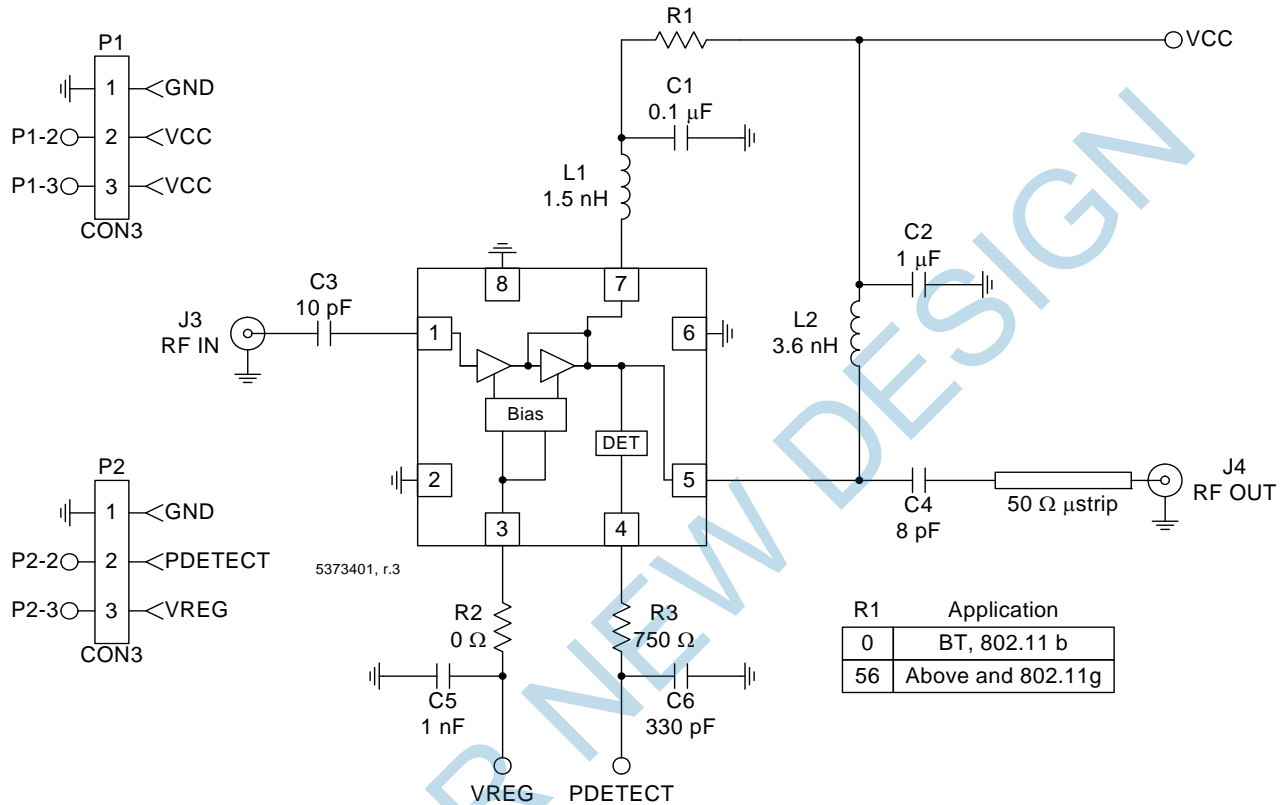 P1
1
GND
P1-2
2
VCC
P1-3
3
VCC
CON3
R1
VCC
C1
0.1 µF
L1
1.5 nH
C2
1 µF
L2
3.6 nH
C3
10 pF
J3
RF IN
8
7
1
6
Bias
DET
2
5
3
4
5373401, r.3
C4
8 pF
50 Ω µstrip
J4
RF OUT
P2
1
GND
P2-2
2
PDETECT
P2-3
3
VREG
CON3
R2
0 Ω
R3
750 Ω
C5
1 nF
C6
330 pF
VREG
PDETECT
R1 Application
0 BT, 802.11 b
56 Above and 802.11g
R NEW DESIGN